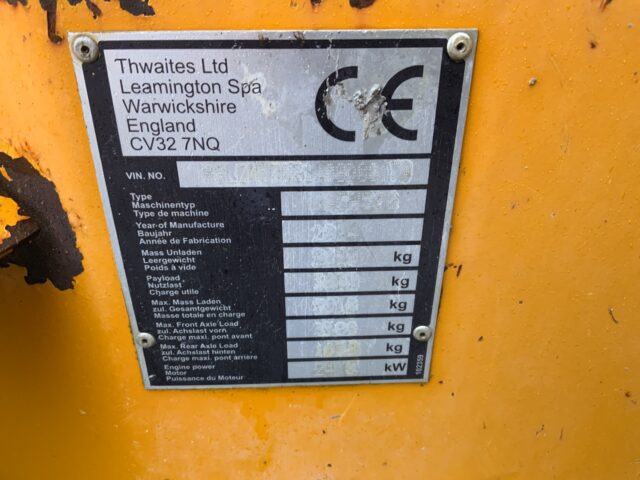 Thwaites Ltd
Leamington Spa
Warwickshire
England
CV32 7NQ
CE
VIN. NO.
Type
Maschinentyp
Type de machine
Year of Manufacture
Baujahr
Année de Fabrication
Mass Unladen
Leergewicht
Poids à vide
kg
Payload
Nutzlast
Charge utile
kg
Max. Mass Laden
zul. Gesamtgewicht
Masse totale en charge
kg
Max. Front Axle Load
zul. Achslast vorn
Charge maxi. pont avant
kg
Max. Rear Axle Load
zul. Achslast hinten
Charge maxi. pont arrière
kg
Engine power
Motor
Puissance du Moteur
kW
102359